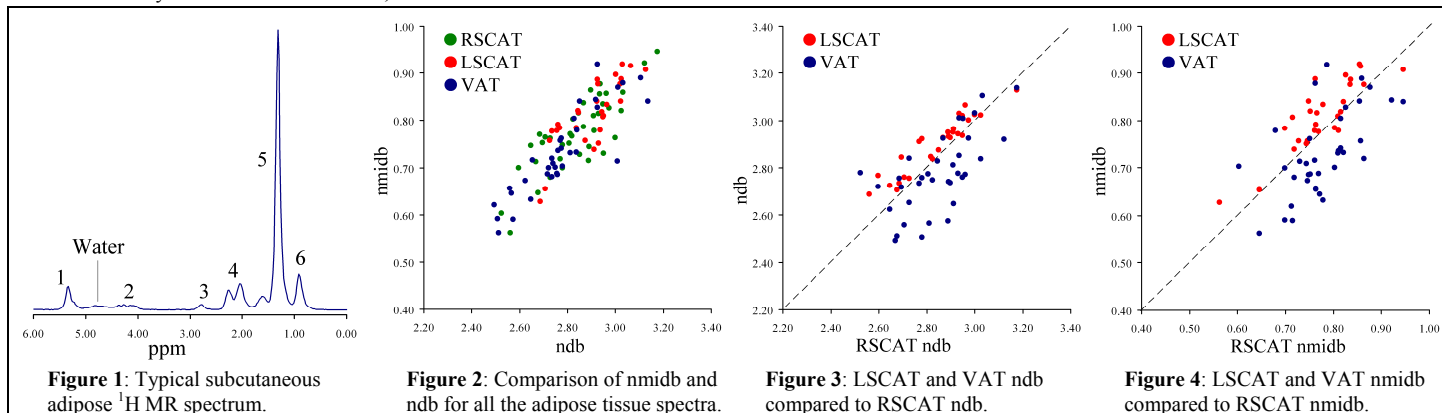 Water
1
2
3
4
5
6
6.00 5.00 4.00 3.00 2.00 1.00 0.00
ppm
Figure 1: Typical subcutaneous
adipose ¹H MR spectrum.
1.00
0.90
0.80
0.70
0.60
0.50
0.40
nmidb
RSCAT
LSCAT
VAT
2.20 2.40 2.60 2.80 3.00 3.20 3.40
ndb
Figure 2: Comparison of nmidb and
ndb for all the adipose tissue spectra.
3.40
3.20
3.00
2.80
2.60
2.40
2.20
ndb
LSCAT
VAT
2.20 2.40 2.60 2.80 3.00 3.20 3.40
RSCAT ndb
Figure 3: LSCAT and VAT ndb
compared to RSCAT ndb.
1.00
0.90
0.80
0.70
0.60
0.50
0.40
nmidb
LSCAT
VAT
0.40 0.50 0.60 0.70 0.80 0.90 1.00
RSCAT nmidb
Figure 4: LSCAT and VAT nmidb
compared to RSCAT nmidb.